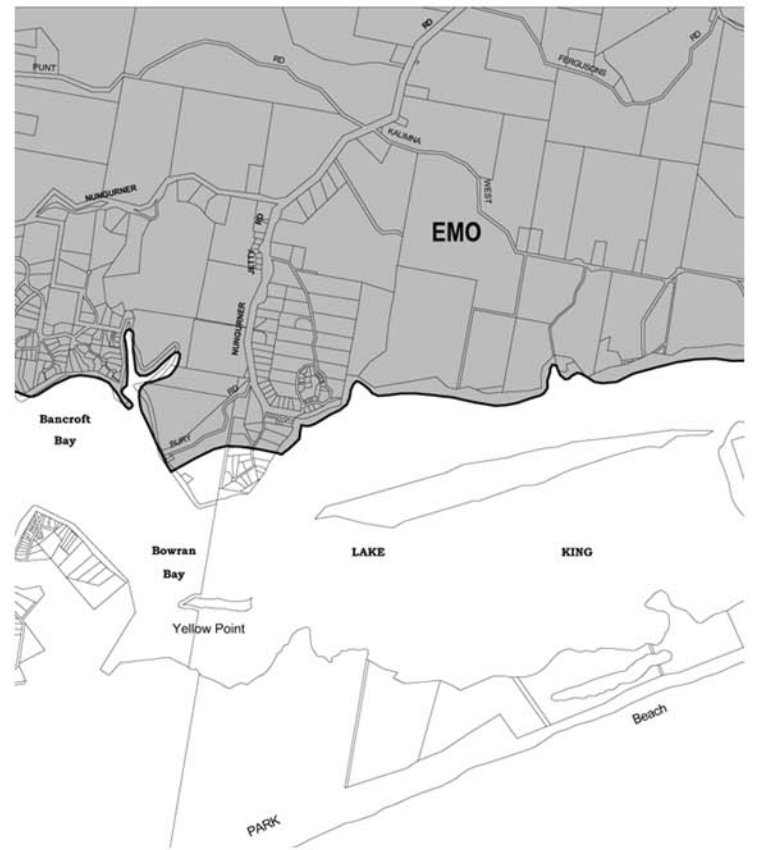 RD
RD
RD
PUNT
FERGUSONS
KALIMNA
WEST
NUNGURNER
EMO
RD
JETTY
NUNGURNER
RD
BURY
Bancroft
Bay
Bowran
Bay
LAKE
KING
Yellow Point
Beach
PARK